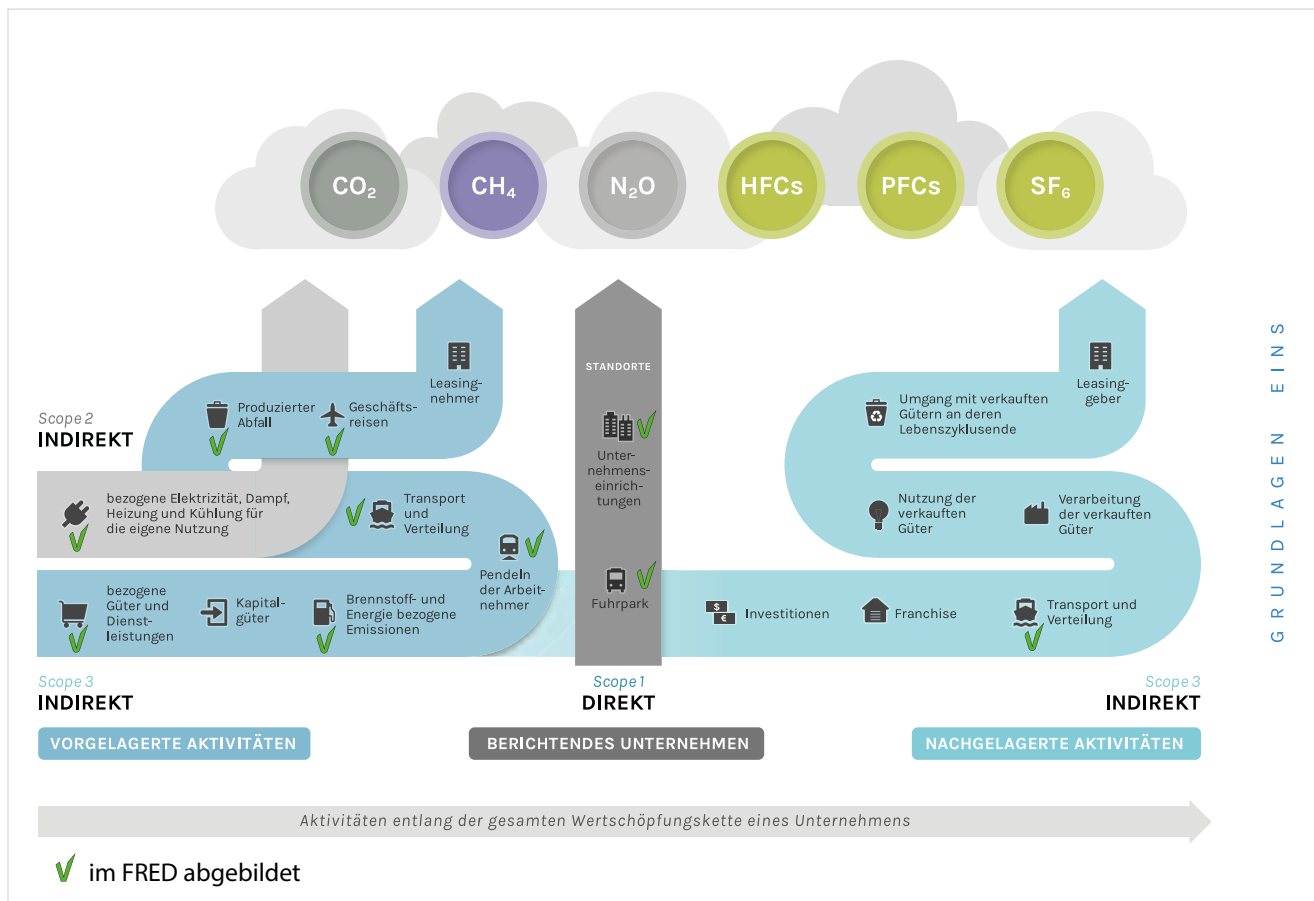 CO₂
CH₄
N₂O
HFCs
PFCs
SF₆
Scope 2
INDIREKT
Produzierter
Abfall
Geschäfts-
reisen
Leasing-
nehmer
bezogene Elektrizität, Dampf,
Heizung und Kühlung für
die eigene Nutzung
Transport
und
Verteilung
Pendeln
der Arbeit-
nehmer
bezogene
Güter und
Dienst-
leistungen
Kapital-
güter
Brennstoff- und
Energie bezogene
Emissionen
STANDORTE
Unter-
nehmens-
einrich-
tungen
Fuhrpark
Umgang mit verkauften
Gütern an deren
Lebenszyklusende
Leasing-
geber
Nutzung der
verkauften
Güter
Verarbeitung
der verkauften
Güter
$
€
Investitionen
Franchise
Transport und
Verteilung
Scope 3
INDIREKT
Scope 1
DIREKT
Scope 3
INDIREKT
VORGELAGERTE AKTIVITÄTEN
BERICHTENDES UNTERNEHMEN
NACHGELAGERTE AKTIVITÄTEN
Aktivitäten entlang der gesamten Wertschöpfungskette eines Unternehmens
im FRED abgebildet
GRUNDLAGEN EINS